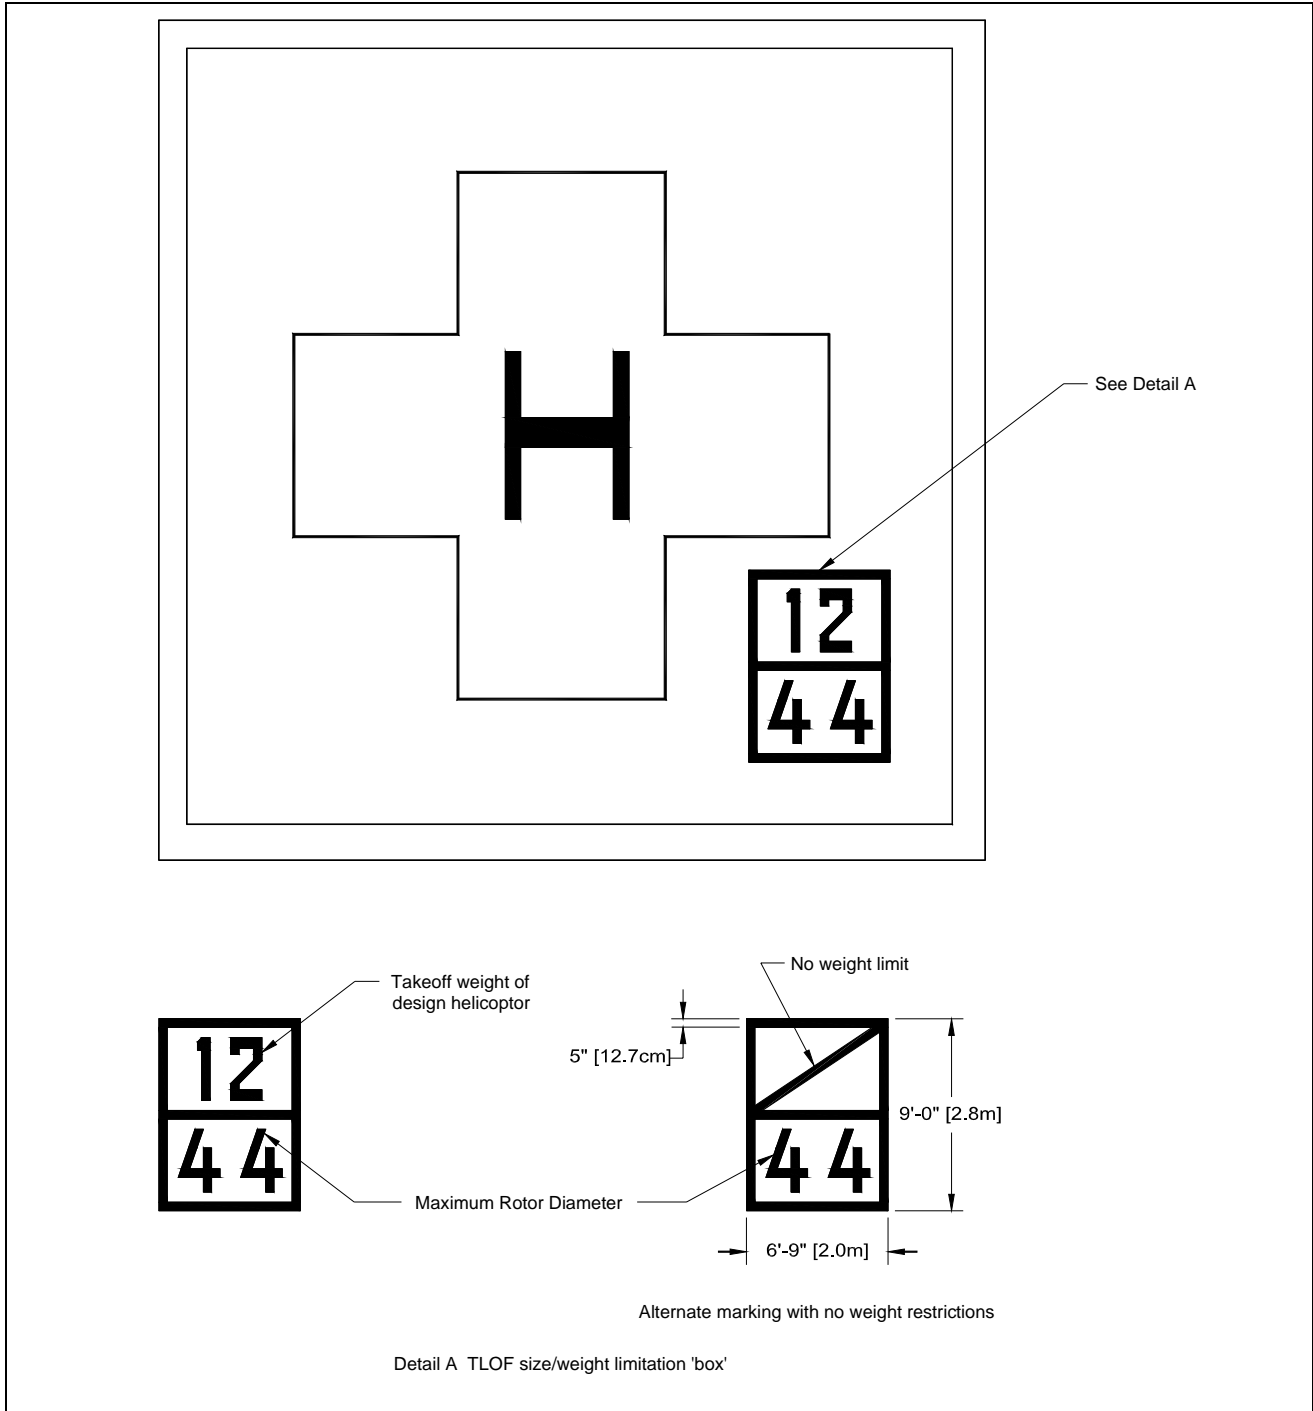 H
See Detail A
12
44
Takeoff weight of
design helicoptor
No weight limit
5" [12.7cm]
12
9'-0" [2.8m]
44
44
Maximum Rotor Diameter
6'-9" [2.0m]
Alternate marking with no weight restrictions
Detail A TLOF size/weight limitation 'box'